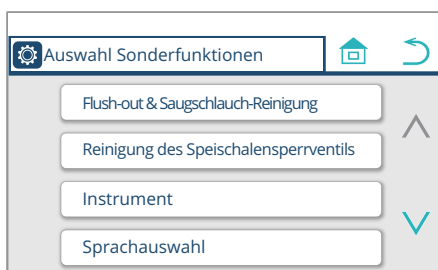 Auswahl Sonderfunktionen
Flush-out & Saugschlauch-Reinigung
Reinigung des Speischalensperrventils
Instrument
Sprachauswahl